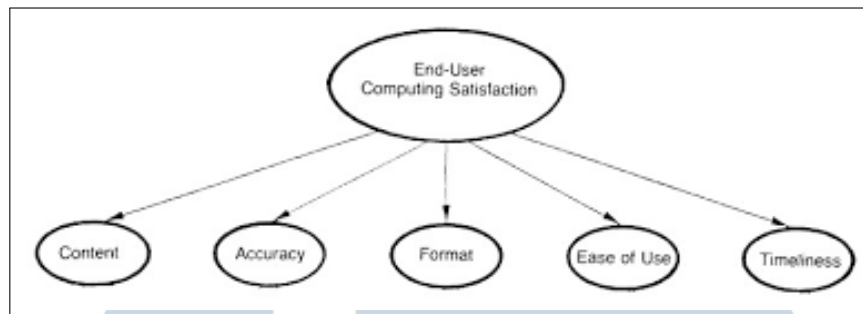 End-User
Computing Satisfaction
Content
Accuracy
Format
Ease of Use
Timeliness